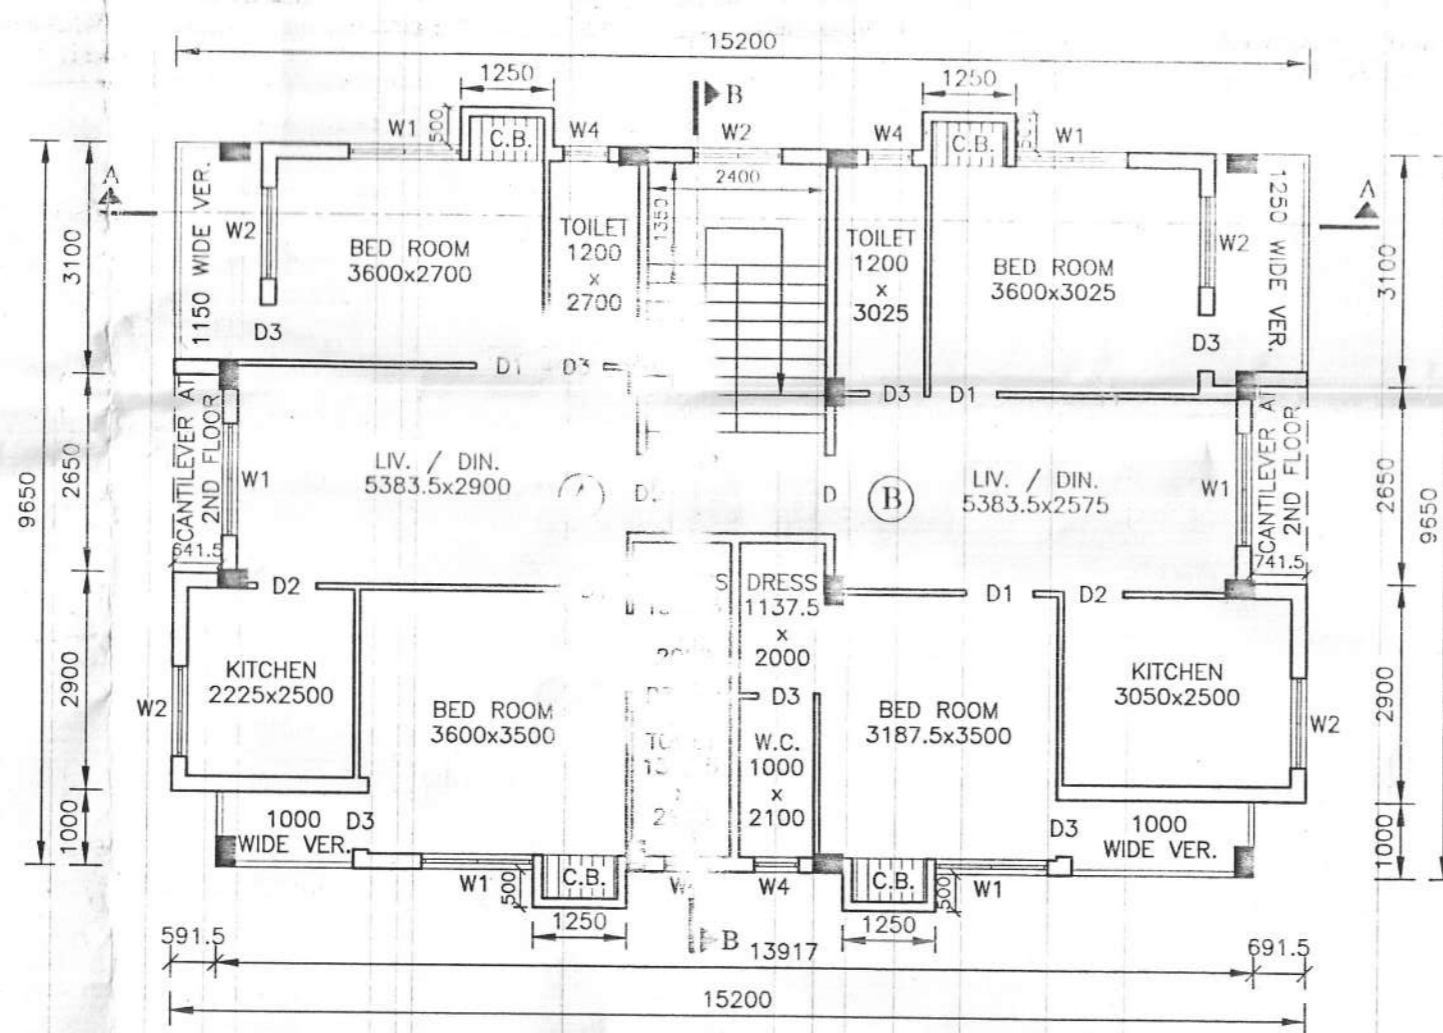 15200
1250
1250
B
W1
500
C.B.
W4
W2
W4
C.B.
W1
2400
A
1150 WIDE VER.
W2
BED ROOM
3600x2700
TOILET
1200
x
2700
1350
TOILET
1200
x
3025
BED ROOM
3600x3025
W2
1250 WIDE VER.
A
3100
3100
D3
D3
D1
D3
D3
D1
9650
2650
CANTILEVER AT
2ND FLOOR
W1
LIV. / DIN.
5383.5x2900
D
B
LIV. / DIN.
5383.5x2575
W1
CANTILEVER AT
2ND FLOOR
2650
9650
641.5
741.5
D2
DRESS
1137.5
x
2000
D1
D2
2900
KITCHEN
2225x2500
W2
BED ROOM
3600x3500
D3
W.C.
1000
x
2100
BED ROOM
3187.5x3500
KITCHEN
3050x2500
W2
2900
1000
1000
WIDE VER.
D3
D3
1000
WIDE VER.
1000
W1
500
C.B.
W4
C.B.
500
W1
1250
1250
B
591.5
13917
691.5
15200